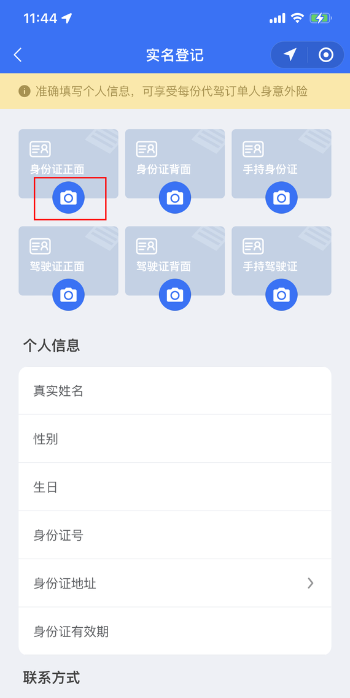 11:44
实名登记
准确填写个人信息，可享受每份代驾订单人身意外险
身份证正面
身份证背面
手持身份证
驾驶证正面
驾驶证背面
手持驾驶证
个人信息
真实姓名
性别
生日
身份证号
身份证地址
身份证有效期
联系方式